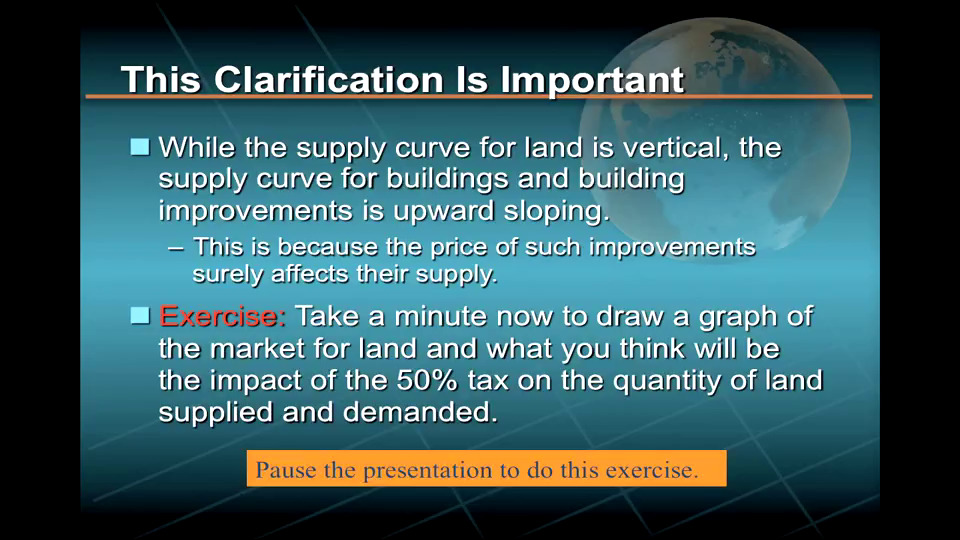 This Clarification Is Important
While the supply curve for land is vertical, the
supply curve for buildings and building
improvements is upward sloping.
– This is because the price of such improvements
surely affects their supply.
Exercise: Take a minute now to draw a graph of
the market for land and what you think will be
the impact of the 50% tax on the quantity of land
supplied and demanded.
Pause the presentation to do this exercise.